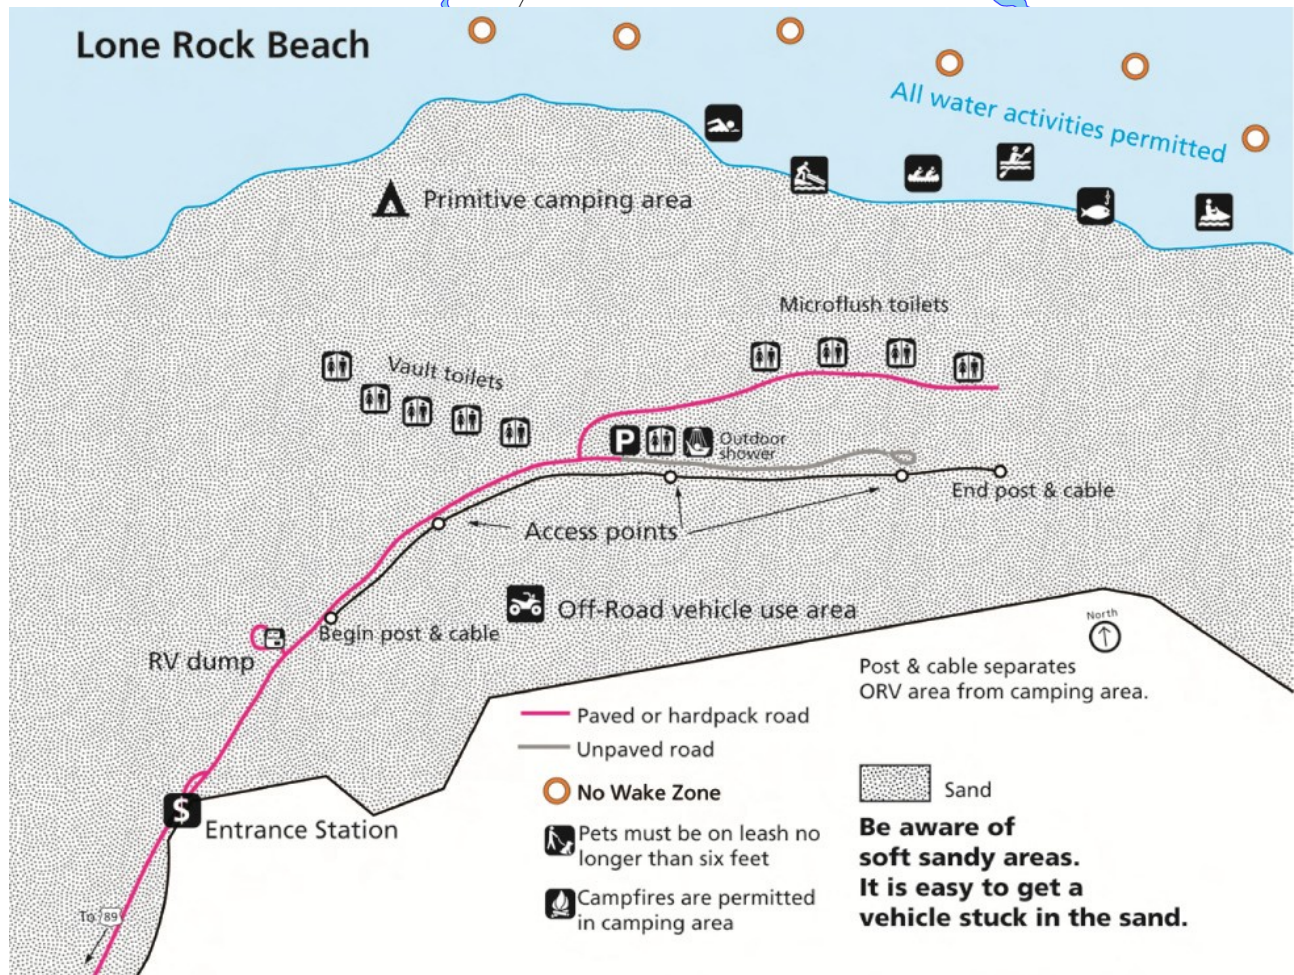 Lone Rock Beach
All water activities permitted
Primitive camping area
Microflush toilets
Vault toilets
P
Outdoor
shower
End post & cable
Access points
Off-Road vehicle use area
Begin post & cable
RV dump
North
Post & cable separates
ORV area from camping area.
Paved or hardpack road
Unpaved road
No Wake Zone
Pets must be on leash no
longer than six feet
Campfires are permitted
in camping area
Sand
Be aware of
soft sandy areas.
It is easy to get a
vehicle stuck in the sand.
$
Entrance Station
To 89